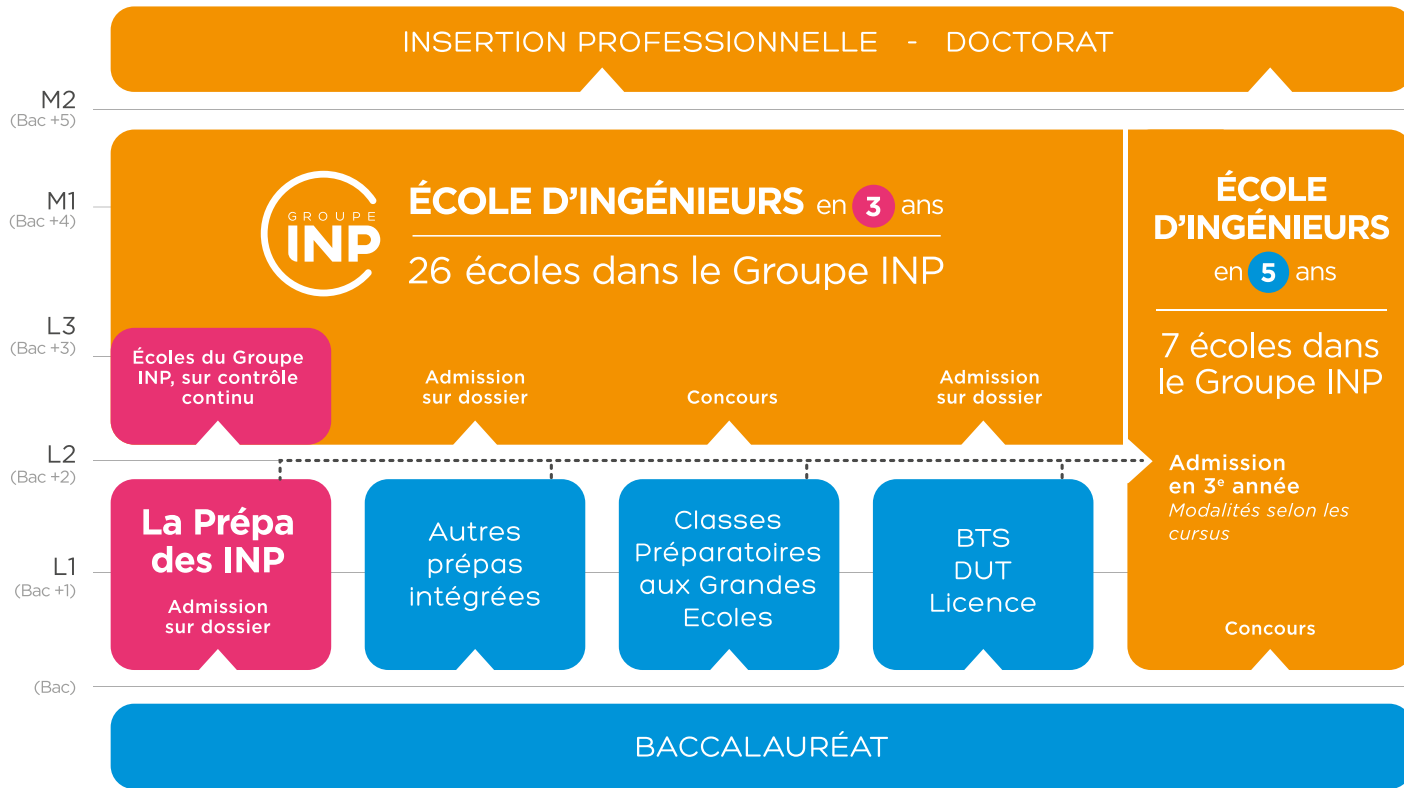 INSERTION PROFESSIONNELLE - DOCTORAT
M2
(Bac +5)
M1
(Bac +4)
GROUPE
INP
ÉCOLE D'INGÉNIEURS en 3 ans
26 écoles dans le Groupe INP
ÉCOLE
D'INGÉNIEURS
en 5 ans
7 écoles dans
le Groupe INP
L3
(Bac +3)
Écoles du Groupe
INP, sur contrôle
continu
Admission
sur dossier
Concours
Admission
sur dossier
L2
(Bac +2)
Admission
en 3e année
Modalités selon les
cursus
La Prépa
des INP
Admission
sur dossier
Autres
prépas
intégrées
Classes
Préparatoires
aux Grandes
Ecoles
BTS
DUT
Licence
L1
(Bac +1)
Concours
(Bac)
BACCALAURÉAT